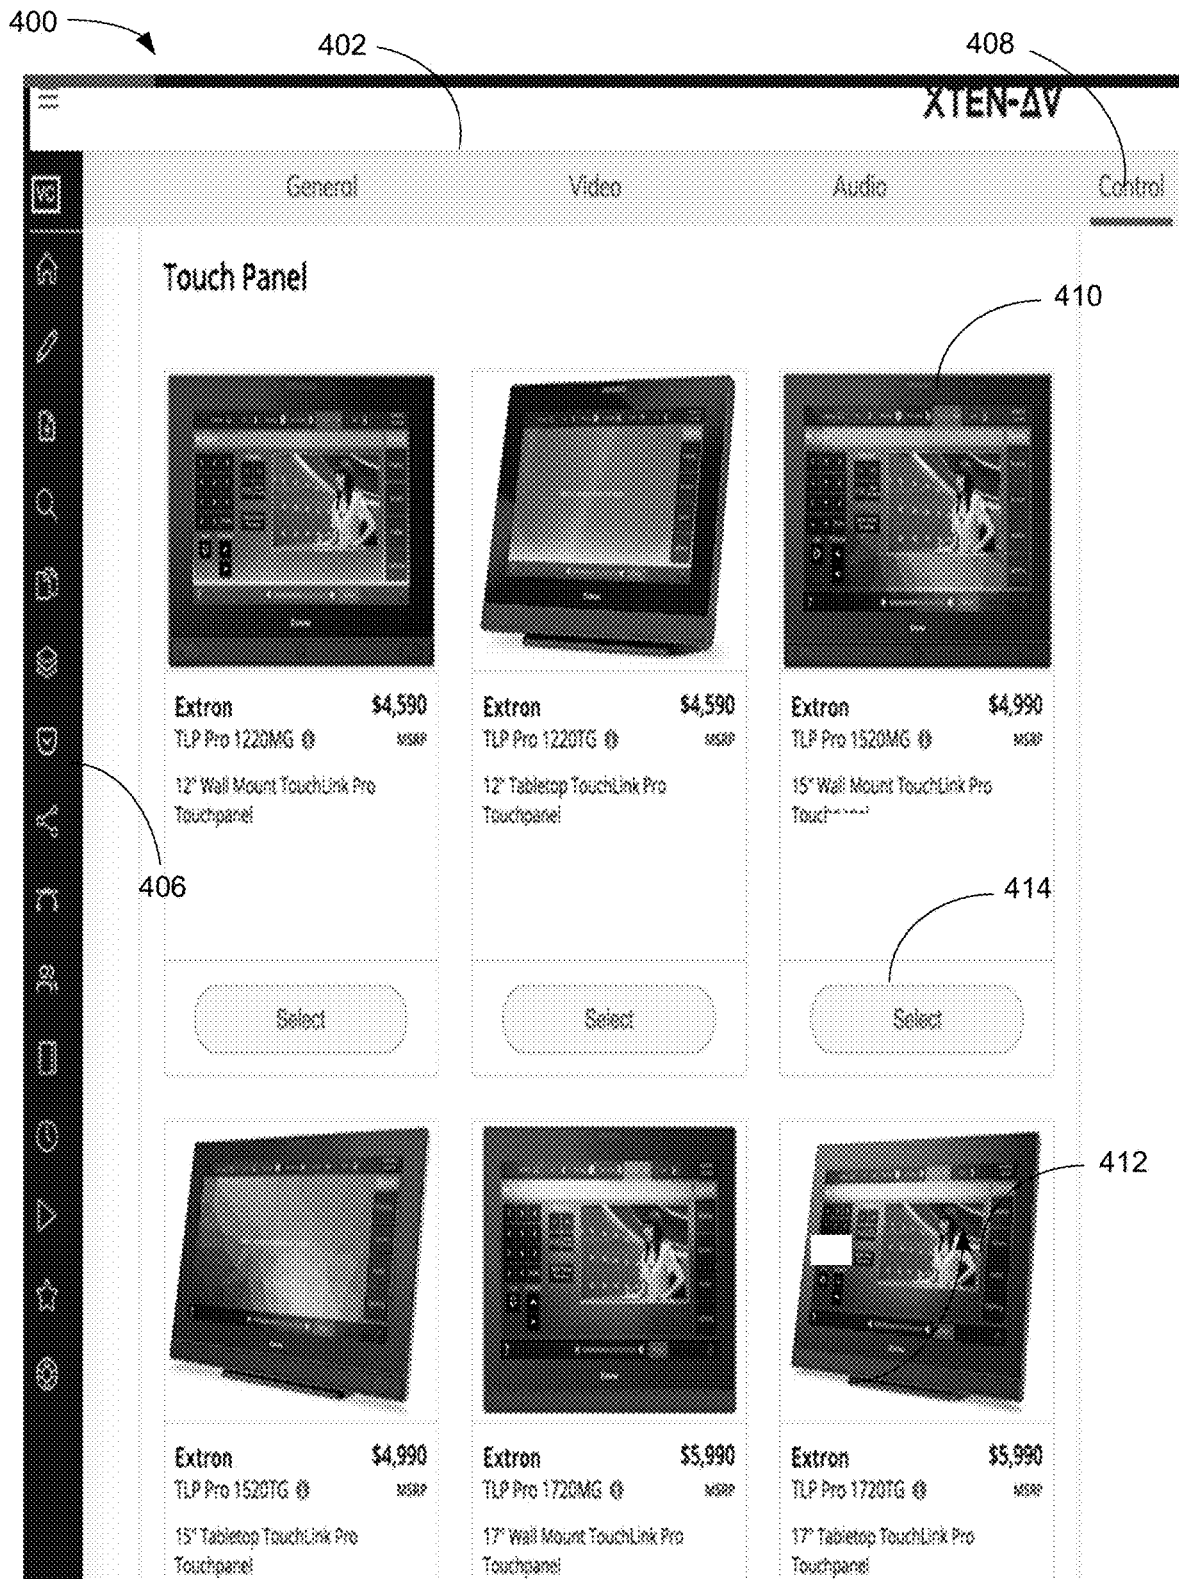 400
402
408
XTEN-ΔV
General Video Audio Control
Touch Panel
410
Extron $4,590
TLP Pro 1220MG MSRP
12" Wall Mount TouchLink Pro
Touchpanel
Extron $4,590
TLP Pro 1220TG MSRP
12" Tabletop TouchLink Pro
Touchpanel
Extron $4,990
TLP Pro 1520MG MSRP
15" Wall Mount TouchLink Pro
406
414
Select Select Select
412
Extron $4,990
TLP Pro 1520TG MSRP
15" Tabletop TouchLink Pro
Touchpanel
Extron $5,990
TLP Pro 1720MG MSRP
17" Wall Mount TouchLink Pro
Touchpanel
Extron $5,990
TLP Pro 1720TG MSRP
17" Tabletop TouchLink Pro
Touchpanel